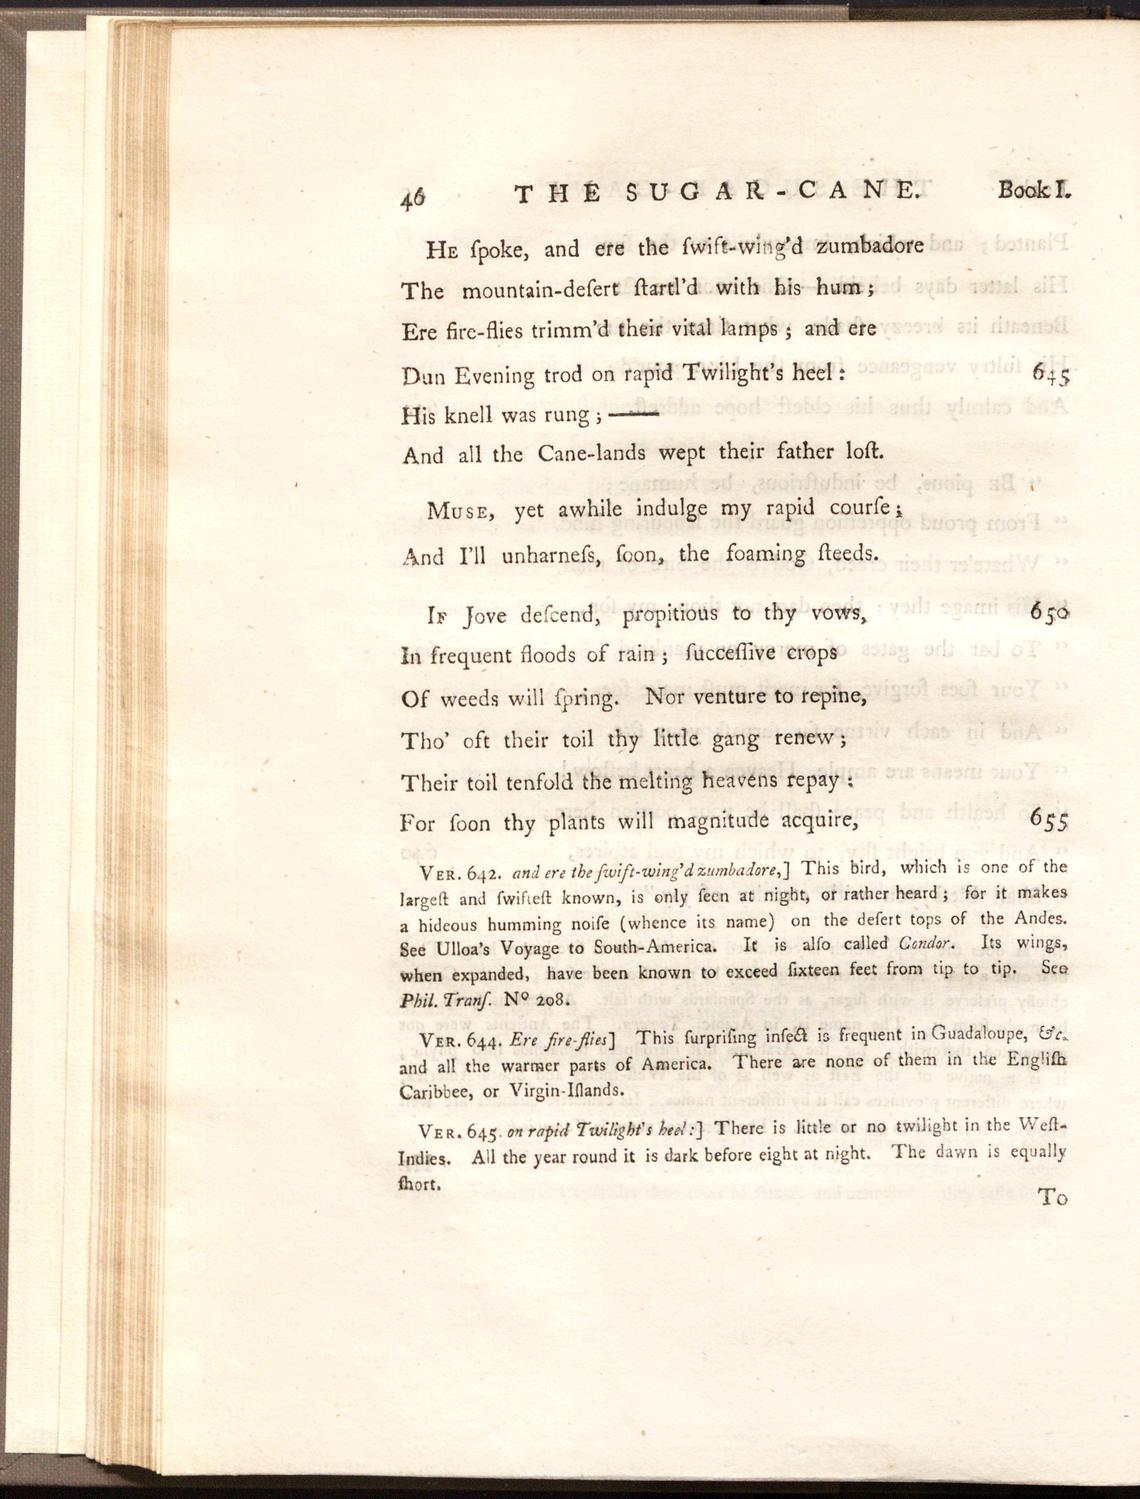 46 THE SUGAR-CANE. Book I.
HE ſpoke, and ere the ſwift-wing'd zumbadore
The mountain-deſert ſtartl'd with his hum;
Ere fire-flies trimm'd their vital lamps; and ere
Dun Evening trod on rapid Twilight's heel: 645
His knell was rung;——
And all the Cane-lands wept their father loſt.
MUSE, yet awhile indulge my rapid courſe;
And I'll unharneſs, ſoon, the foaming ſteeds.
IF Jove deſcend, propitious to thy vows, 650
In frequent floods of rain; ſucceſſive crops
Of weeds will ſpring. Nor venture to repine,
Tho' oft their toil thy little gang renew;
Their toil tenfold the melting heavens repay:
For ſoon thy plants will magnitude acquire, 655
VER. 642. and ere the ſwift-wing'd zumbadore,] This bird, which is one of the
largeſt and ſwifteſt known, is only ſeen at night, or rather heard; for it makes
a hideous humming noiſe (whence its name) on the deſert tops of the Andes.
See Ulloa's Voyage to South-America. It is alſo called Condor. Its wings,
when expanded, have been known to exceed ſixteen feet from tip to tip. See
Phil. Tranſ. Nº 208.
VER. 644. Ere fire-flies] This ſurpriſing inſect is frequent in Guadaloupe, &c.
and all the warmer parts of America. There are none of them in the Engliſh
Caribbee, or Virgin-Iſlands.
VER. 645. on rapid Twilight's heel:] There is little or no twilight in the Weſt-
Indies. All the year round it is dark before eight at night. The dawn is equally
ſhort.
To